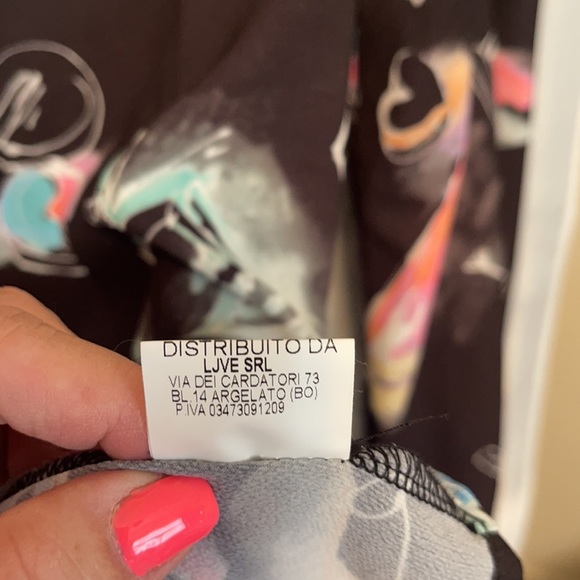 DISTRIBUITO DA
LJVE SRL
VIA DEI CARDATORI 73
BL.14 ARGELATO (BO)
P.IVA 03473091209